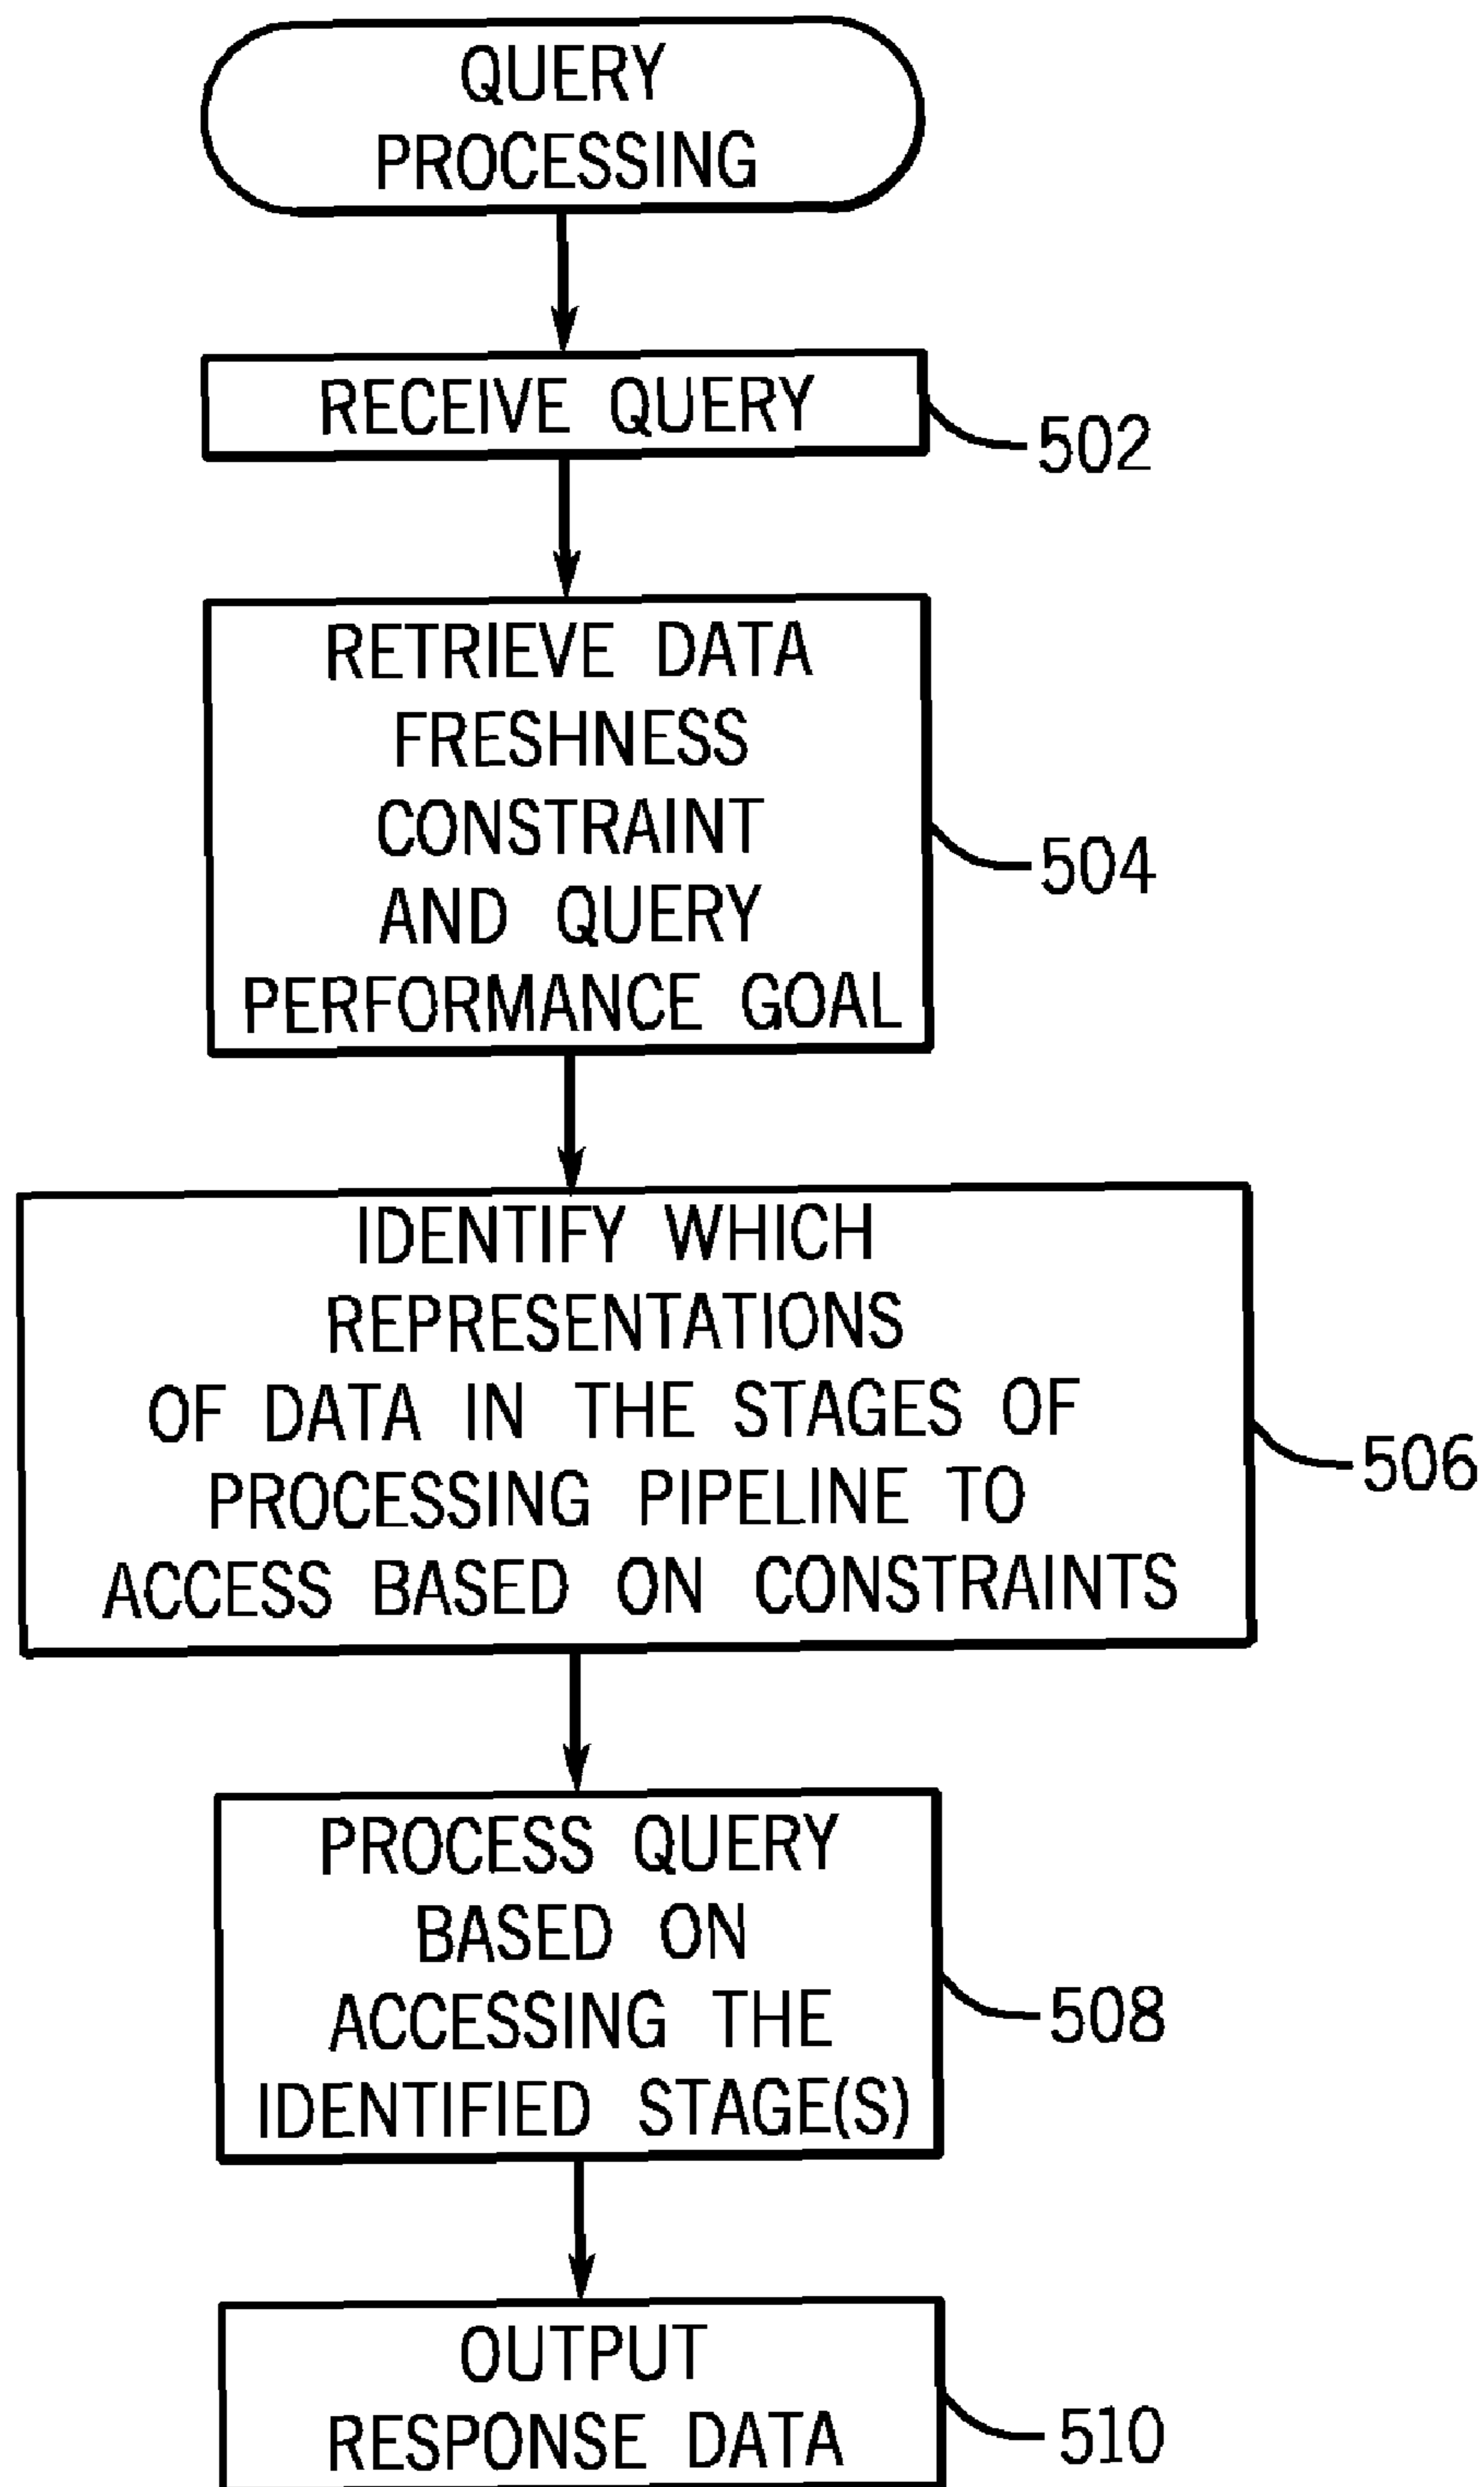 QUERY
PROCESSING
RECEIVE QUERY
502
RETRIEVE DATA
FRESHNESS
CONSTRAINT
AND QUERY
PERFORMANCE GOAL
504
IDENTIFY WHICH
REPRESENTATIONS
OF DATA IN THE STAGES OF
PROCESSING PIPELINE TO
ACCESS BASED ON CONSTRAINTS
506
PROCESS QUERY
BASED ON
ACCESSING THE
IDENTIFIED STAGE(S)
508
OUTPUT
RESPONSE DATA
510